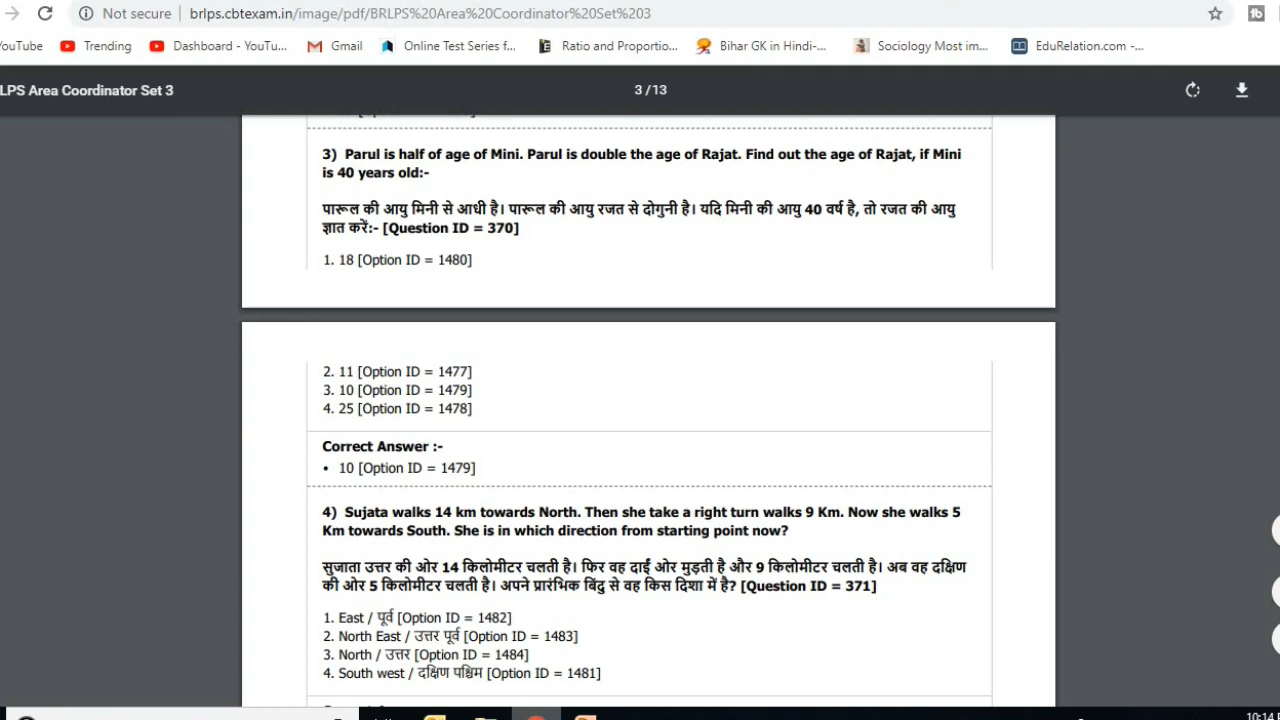 Not secure | brlps.cbtexam.in/image/pdf/BRLPS%20Area%20Coordinator%20Set%203
YouTube Trending Dashboard - YouTu... Gmail Online Test Series f... Ratio and Proportio... Bihar GK in Hindi-... Sociology Most im... EduRelation.com -...
LPS Area Coordinator Set 3 3 / 13
3) Parul is half of age of Mini. Parul is double the age of Rajat. Find out the age of Rajat, if Mini
is 40 years old:-
पारूल की आयु मिनी से आधी है। पारूल की आयु रजत से दोगुनी है। यदि मिनी की आयु 40 वर्ष है, तो रजत की आयु
ज्ञात करें:- [Question ID = 370]
1. 18 [Option ID = 1480]
2. 11 [Option ID = 1477]
3. 10 [Option ID = 1479]
4. 25 [Option ID = 1478]
Correct Answer :-
• 10 [Option ID = 1479]
4) Sujata walks 14 km towards North. Then she take a right turn walks 9 Km. Now she walks 5
Km towards South. She is in which direction from starting point now?
सुजाता उत्तर की ओर 14 किलोमीटर चलती है। फिर वह दाईं ओर मुड़ती है और 9 किलोमीटर चलती है। अब वह दक्षिण
की ओर 5 किलोमीटर चलती है। अपने प्रारंभिक बिंदु से वह किस दिशा में है? [Question ID = 371]
1. East / पूर्व [Option ID = 1482]
2. North East / उत्तर पूर्व [Option ID = 1483]
3. North / उत्तर [Option ID = 1484]
4. South west / दक्षिण पश्चिम [Option ID = 1481]
10:14